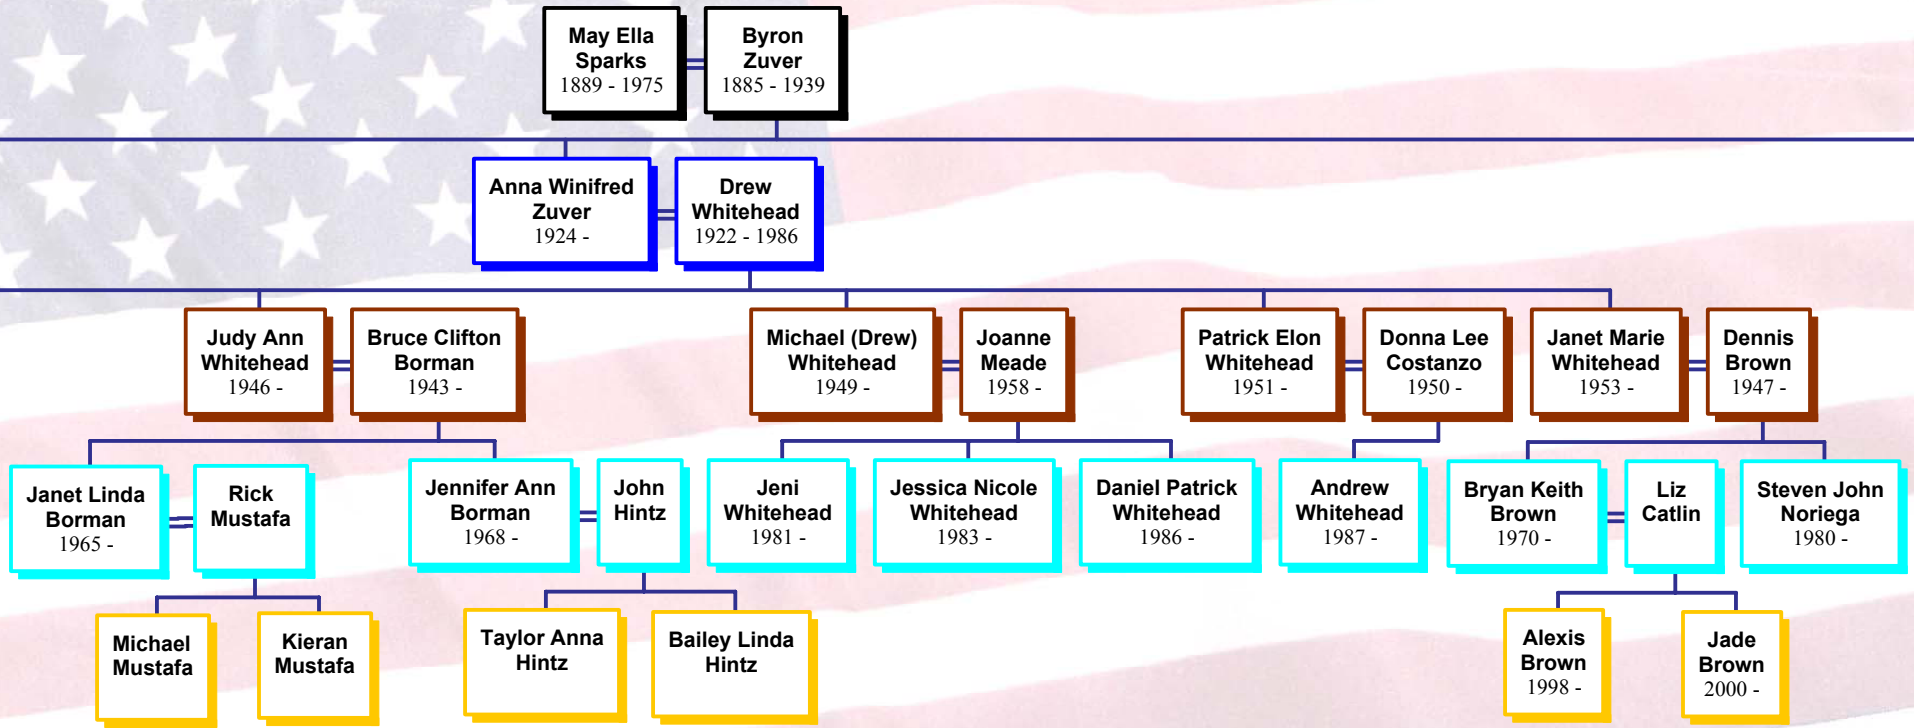 May Ella
Sparks
1889 - 1975
Byron
Zuver
1885 - 1939
Anna Winifred
Zuver
1924 -
Drew
Whitehead
1922 - 1986
Judy Ann
Whitehead
1946 -
Bruce Clifton
Borman
1943 -
Michael (Drew)
Whitehead
1949 -
Joanne
Meade
1958 -
Patrick Elon
Whitehead
1951 -
Donna Lee
Costanzo
1950 -
Janet Marie
Whitehead
1953 -
Dennis
Brown
1947 -
Janet Linda
Borman
1965 -
Rick
Mustafa
Jennifer Ann
Borman
1968 -
John
Hintz
Jeni
Whitehead
1981 -
Jessica Nicole
Whitehead
1983 -
Daniel Patrick
Whitehead
1986 -
Andrew
Whitehead
1987 -
Bryan Keith
Brown
1970 -
Liz
Catlin
Steven John
Noriega
1980 -
Michael
Mustafa
Kieran
Mustafa
Taylor Anna
Hintz
Bailey Linda
Hintz
Alexis
Brown
1998 -
Jade
Brown
2000 -